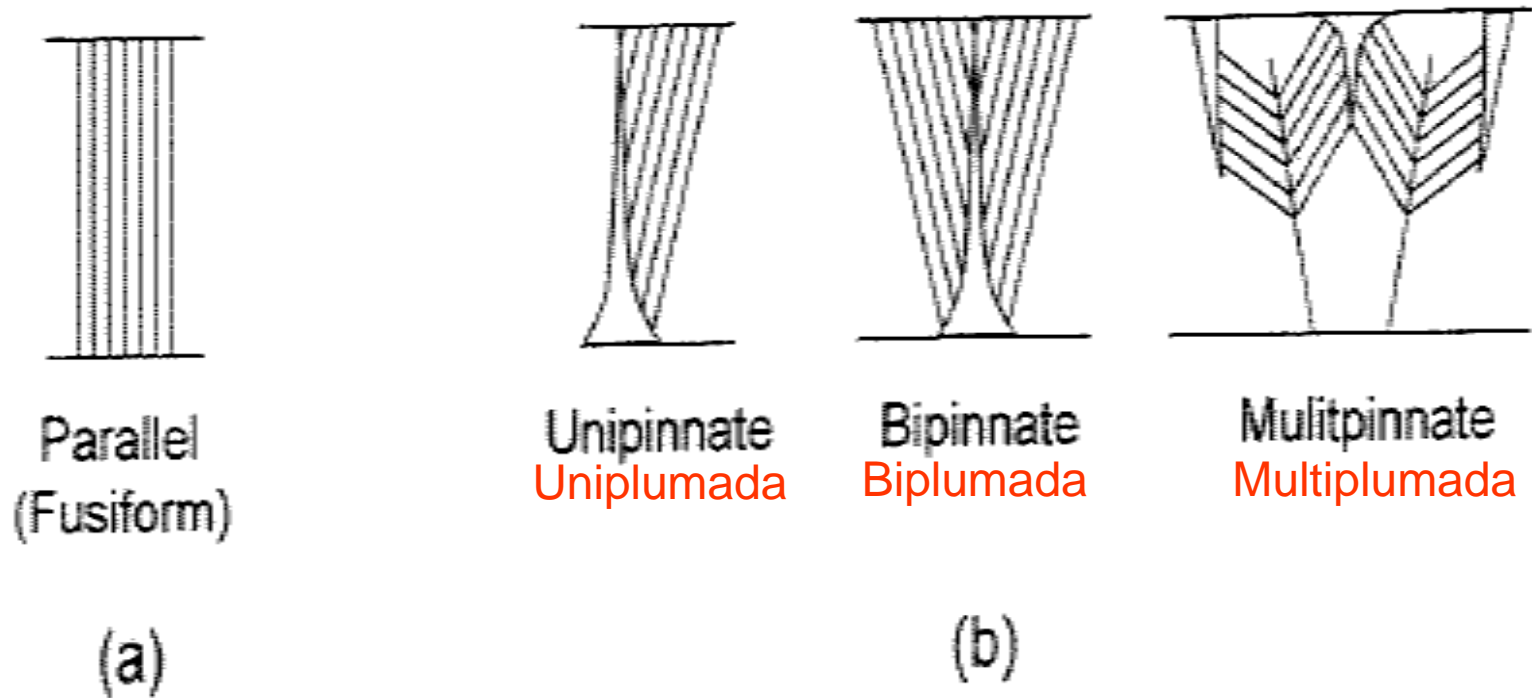 Parallel
(Fusiform)
Unipinnate
Uniplumada
Bipinnate
Biplumada
Mulitpinnate
Multiplumada
(a)
(b)